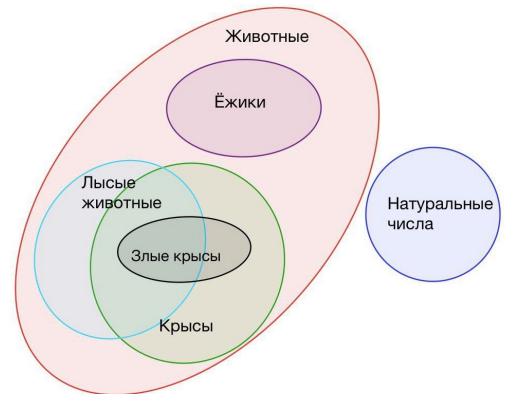 Животные
Ёжики
Лысые
животные
Натуральные
числа
Злые крысы
Крысы